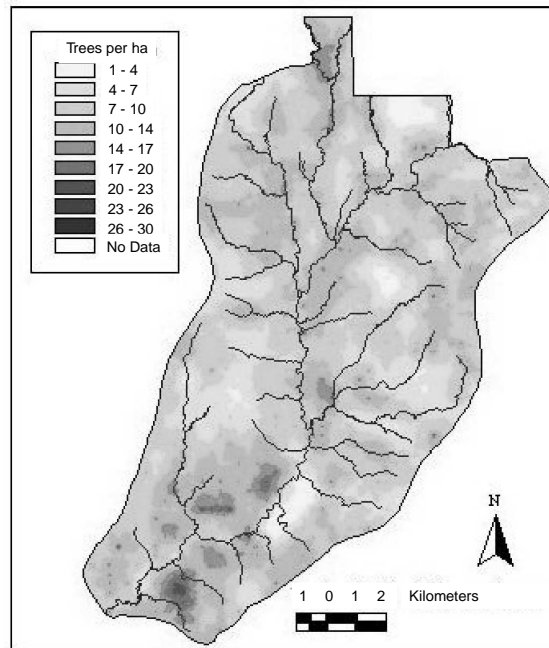 Trees per ha
1 - 4
4 - 7
7 - 10
10 - 14
14 - 17
17 - 20
20 - 23
23 - 26
26 - 30
No Data
N
1 0 1 2 Kilometers